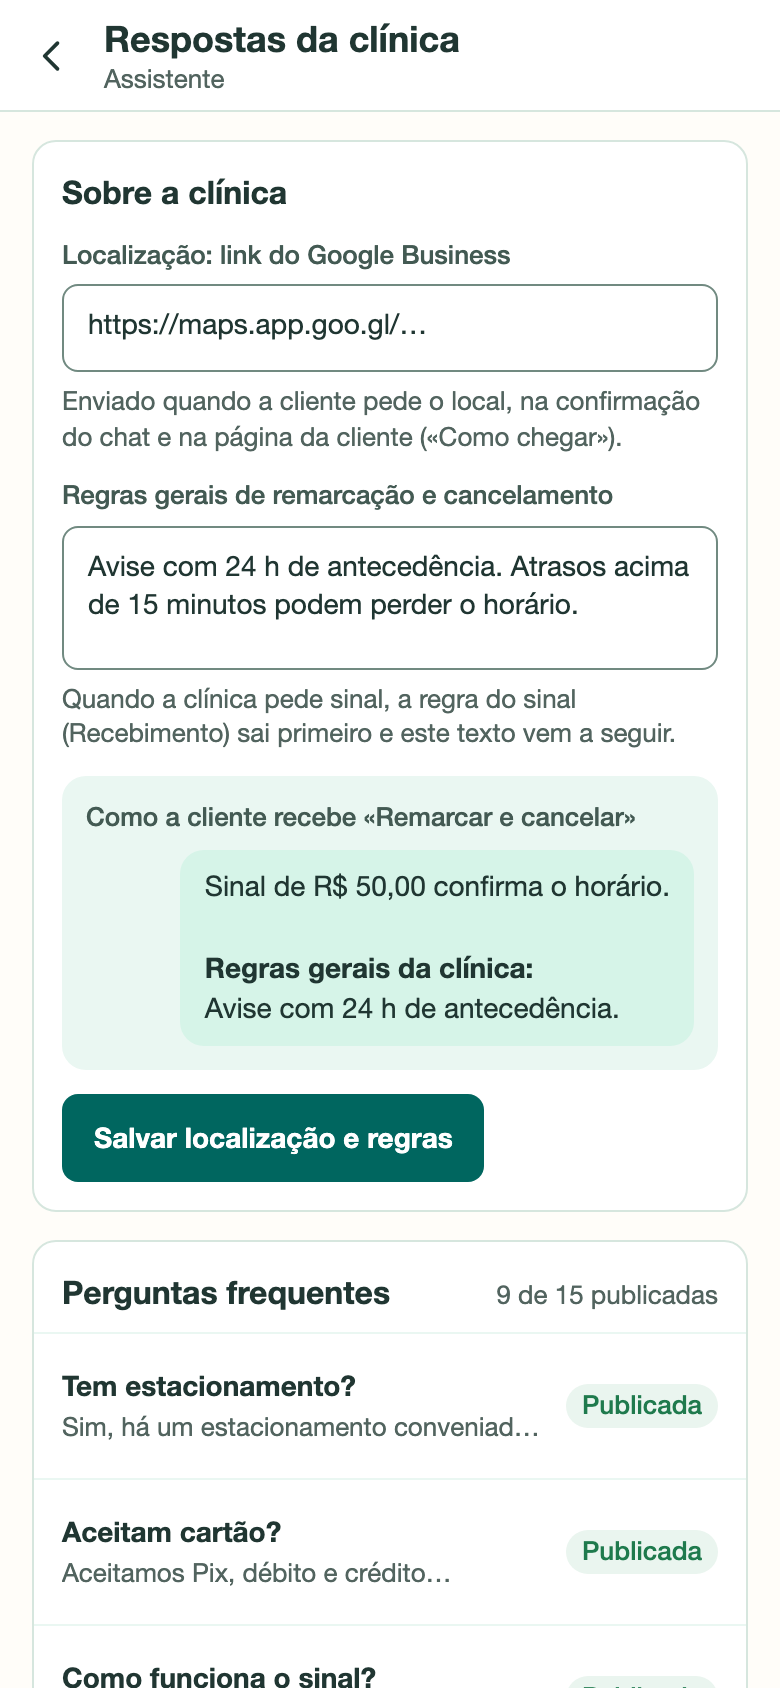 Respostas da clínica
Assistente
Sobre a clínica
Localização: link do Google Business
https://maps.app.goo.gl/…
Enviado quando a cliente pede o local, na confirmação
do chat e na página da cliente («Como chegar»).
Regras gerais de remarcação e cancelamento
Avise com 24 h de antecedência. Atrasos acima
de 15 minutos podem perder o horário.
Quando a clínica pede sinal, a regra do sinal
(Recebimento) sai primeiro e este texto vem a seguir.
Como a cliente recebe «Remarcar e cancelar»
Sinal de R$ 50,00 confirma o horário.
Regras gerais da clínica:
Avise com 24 h de antecedência.
Salvar localização e regras
Perguntas frequentes
9 de 15 publicadas
Tem estacionamento?
Sim, há um estacionamento conveniad…
Publicada
Aceitam cartão?
Aceitamos Pix, débito e crédito…
Publicada
Como funciona o sinal?